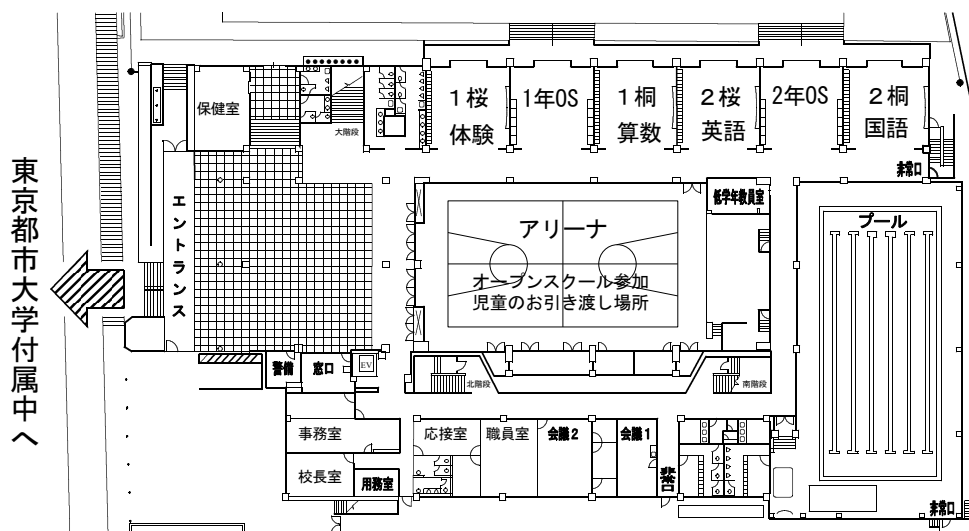 保健室
大階段
1桜
体験
1年OS
1桐
算数
2桜
英語
2年OS
2桐
国語
非常口
低学年教員室
アリーナ
オープンスクール参加
児童のお引き渡し場所
プール
エントランス
東京都市大学付属中へ
警備
窓口
EV
北階段
南階段
事務室
応接室
職員室
会議2
会議1
校長室
用務室
非常口
非常口